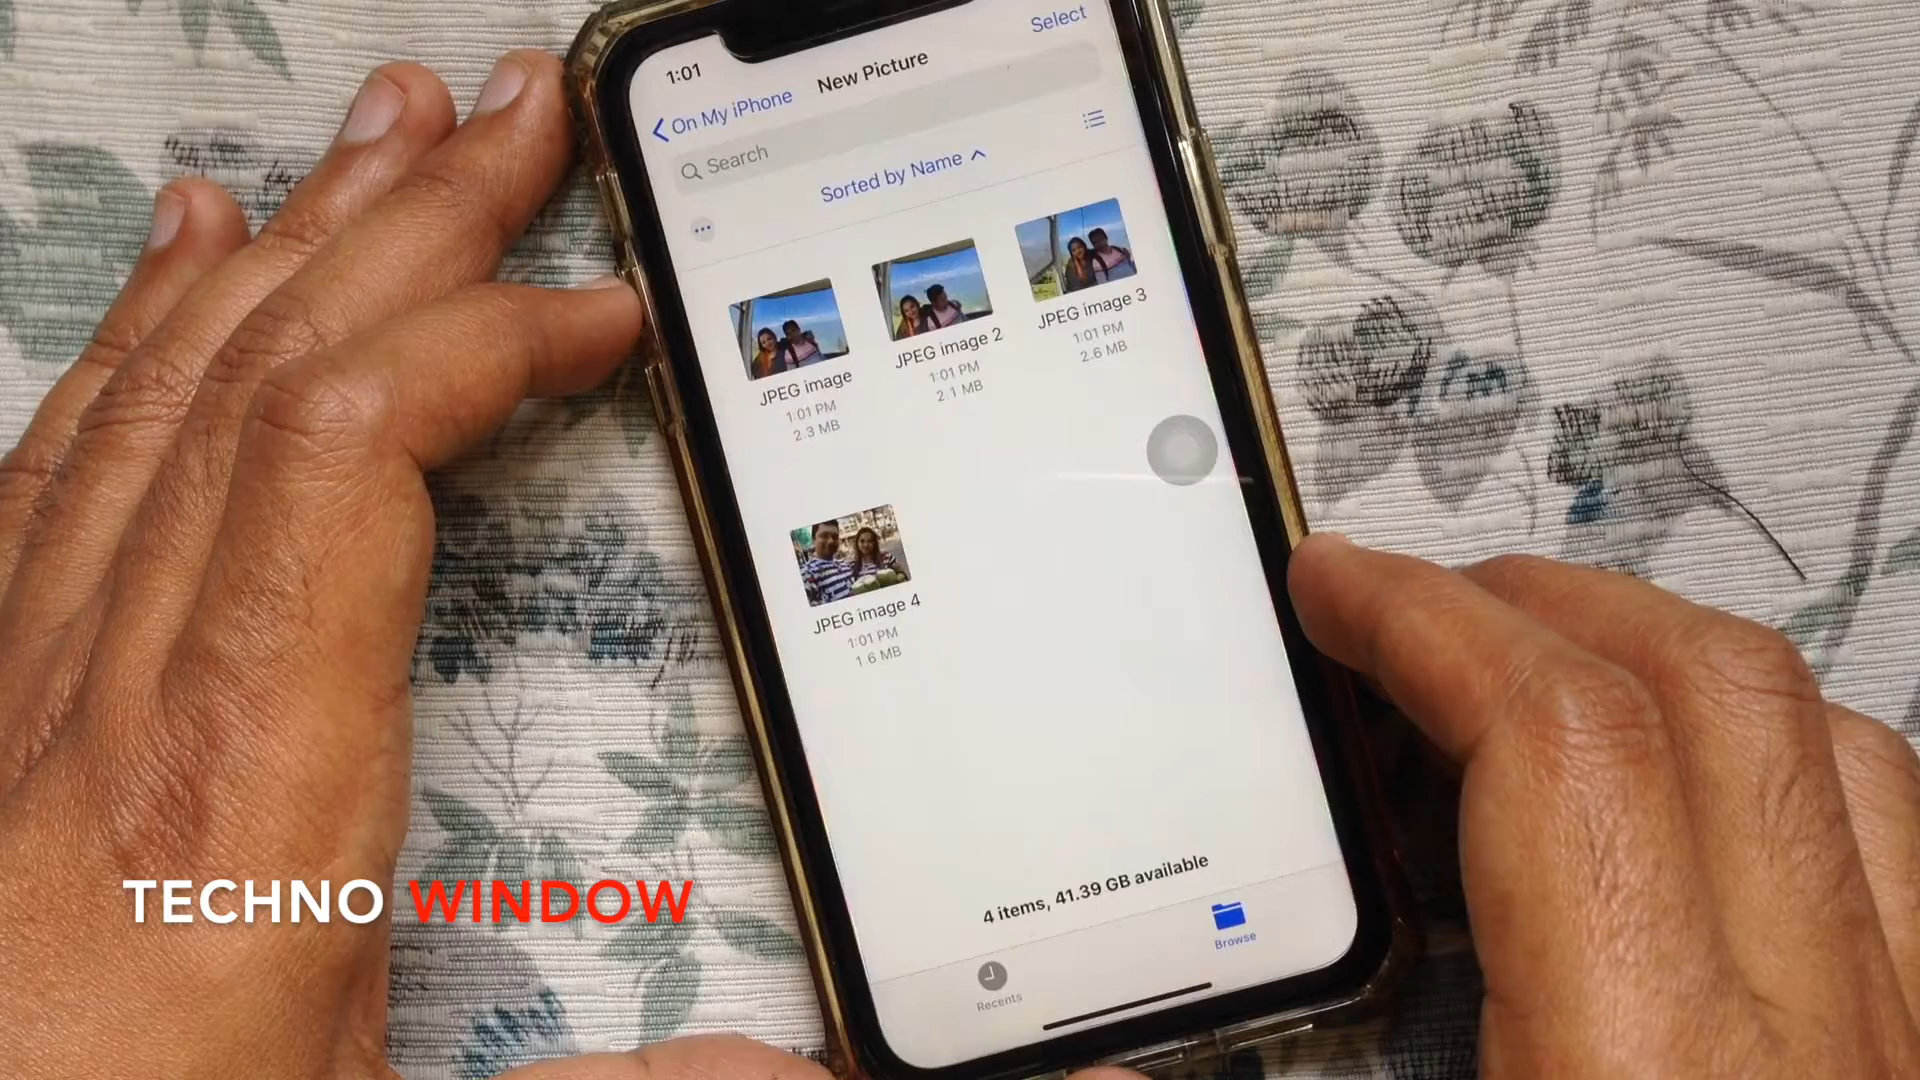 1:01
Select
On My iPhone
New Picture
Search
Sorted by Name
JPEG image
1:01 PM
2.3 MB
JPEG image 2
1:01 PM
2.1 MB
JPEG image 3
1:01 PM
2.6 MB
JPEG image 4
1:01 PM
1.6 MB
4 items, 41.39 GB available
Recents
Browse
TECHNO WINDOW